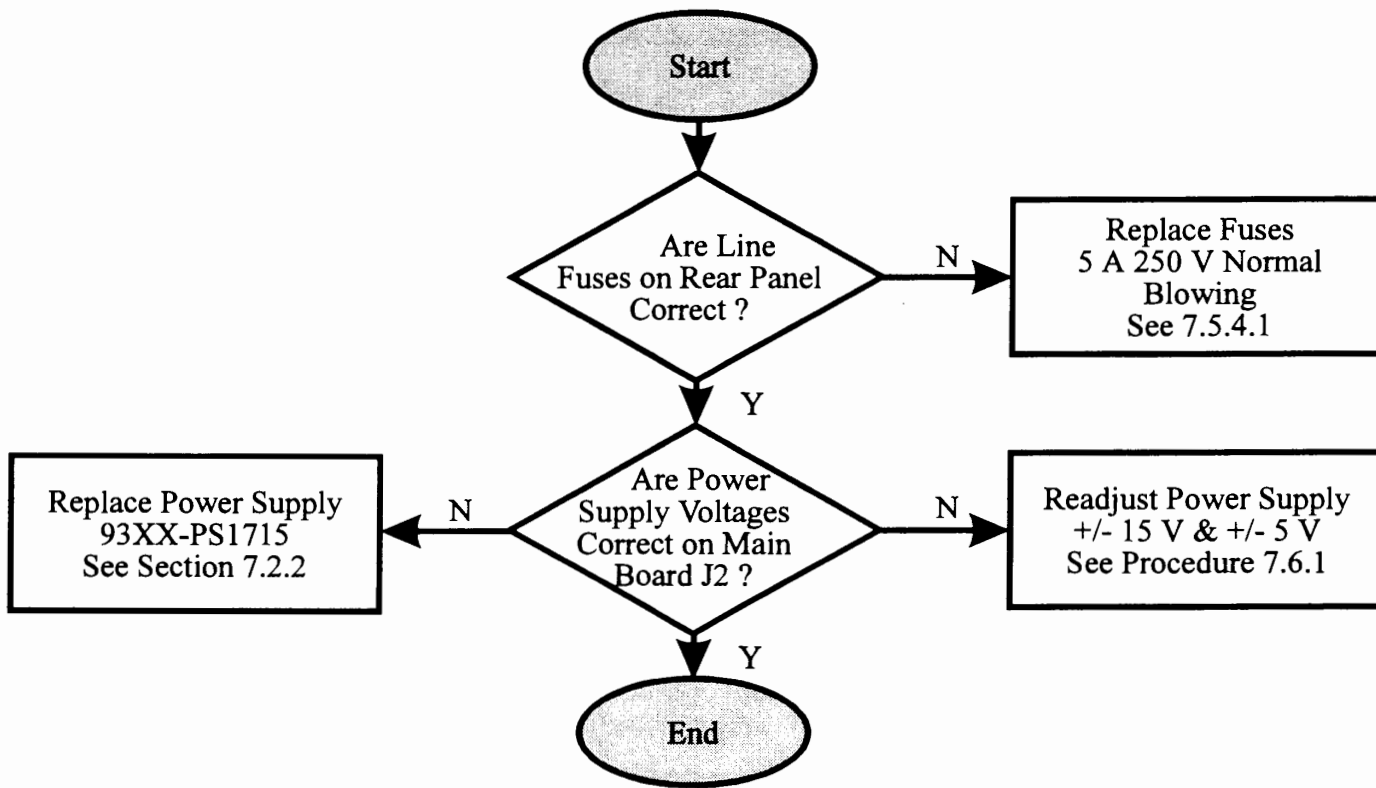 Start
Are Line
Fuses on Rear Panel
Correct ?
N
Replace Fuses
5 A 250 V Normal
Blowing
See 7.5.4.1
Y
Replace Power Supply
93XX-PS1715
See Section 7.2.2
N
Are Power
Supply Voltages
Correct on Main
Board J2 ?
N
Readjust Power Supply
+/- 15 V & +/- 5 V
See Procedure 7.6.1
Y
End